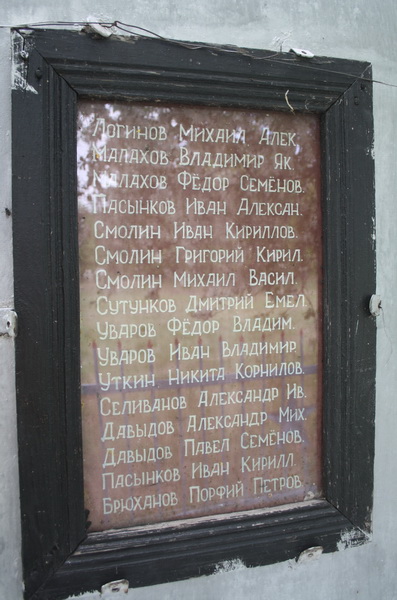 Логинов Михаил Алек.
Малахов Владимир Як.
Малахов Фёдор Семёнов.
Пасынков Иван Алексан.
Смолин Иван Кириллов.
Смолин Григорий Кирил.
Смолин Михаил Васил.
Сутунков Дмитрий Емел.
Уваров Фёдор Владим.
Уваров Иван Владимир.
Уткин Никита Корнилов.
Селиванов Александр Ив.
Давыдов Александр Мих.
Давыдов Павел Семёнов.
Пасынков Иван Кирилл.
Брюханов Порфий Петров.